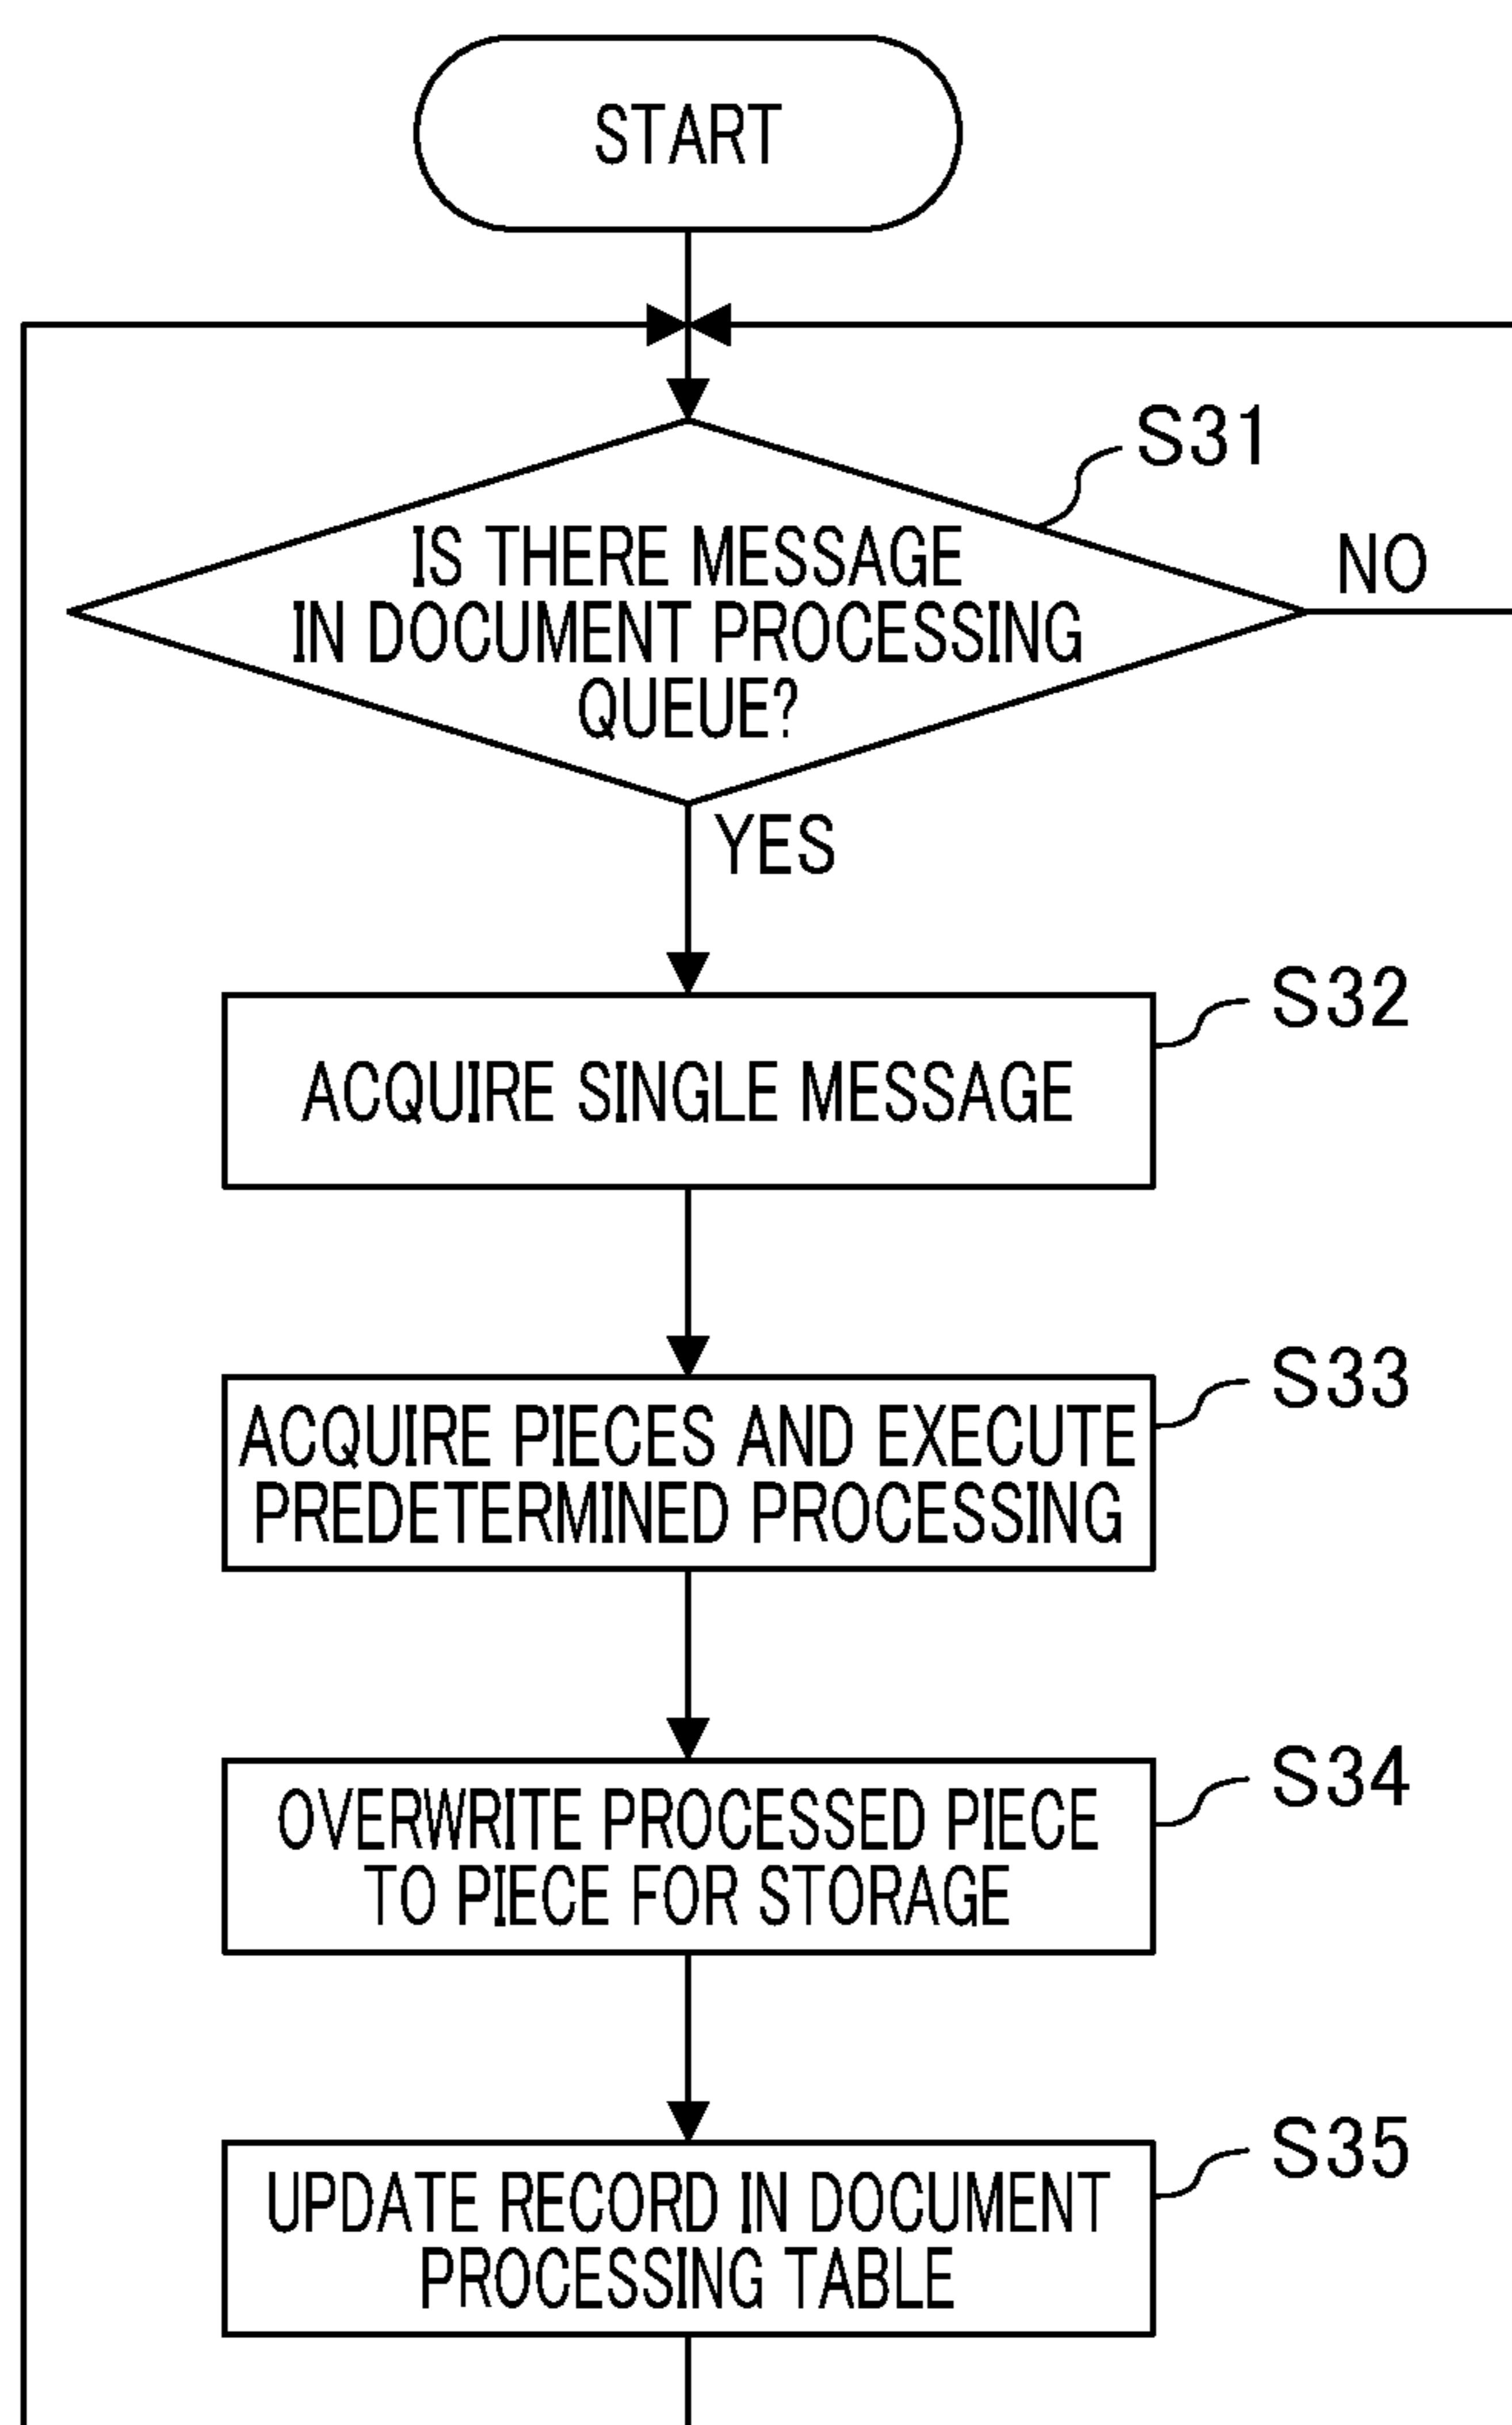 START
S31
IS THERE MESSAGE
IN DOCUMENT PROCESSING
QUEUE?
NO
YES
S32
ACQUIRE SINGLE MESSAGE
S33
ACQUIRE PIECES AND EXECUTE
PREDETERMINED PROCESSING
S34
OVERWRITE PROCESSED PIECE
TO PIECE FOR STORAGE
S35
UPDATE RECORD IN DOCUMENT
PROCESSING TABLE